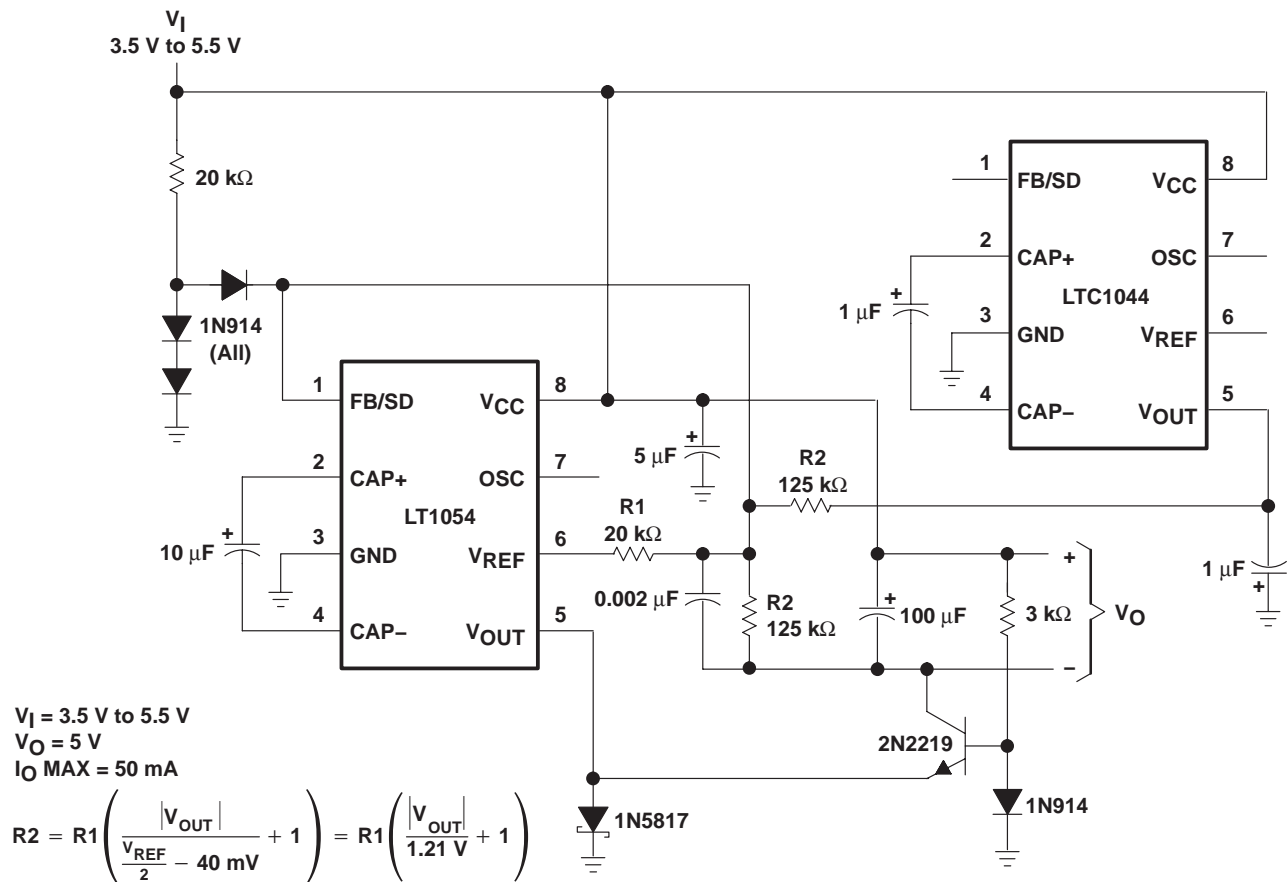 VI
3.5 V to 5.5 V
20 kΩ
1N914
(All)
1
FB/SD
VCC
8
2
CAP+
OSC
7
LT1054
3
GND
VREF
6
4
CAP−
VOUT
5
10 μF
+
1
FB/SD
VCC
8
2
CAP+
OSC
7
LTC1044
3
GND
VREF
6
4
CAP−
VOUT
5
1 μF
+
5 μF
+
R1
20 kΩ
R2
125 kΩ
0.002 μF
R2
125 kΩ
+
100 μF
3 kΩ
+
VO
−
1 μF
+
2N2219
1N5817
1N914
VI = 3.5 V to 5.5 V
VO = 5 V
IO MAX = 50 mA
R2 = R1 ( |VOUT| / (VREF/2 − 40 mV) + 1 ) = R1 ( |VOUT| / 1.21 V + 1 )